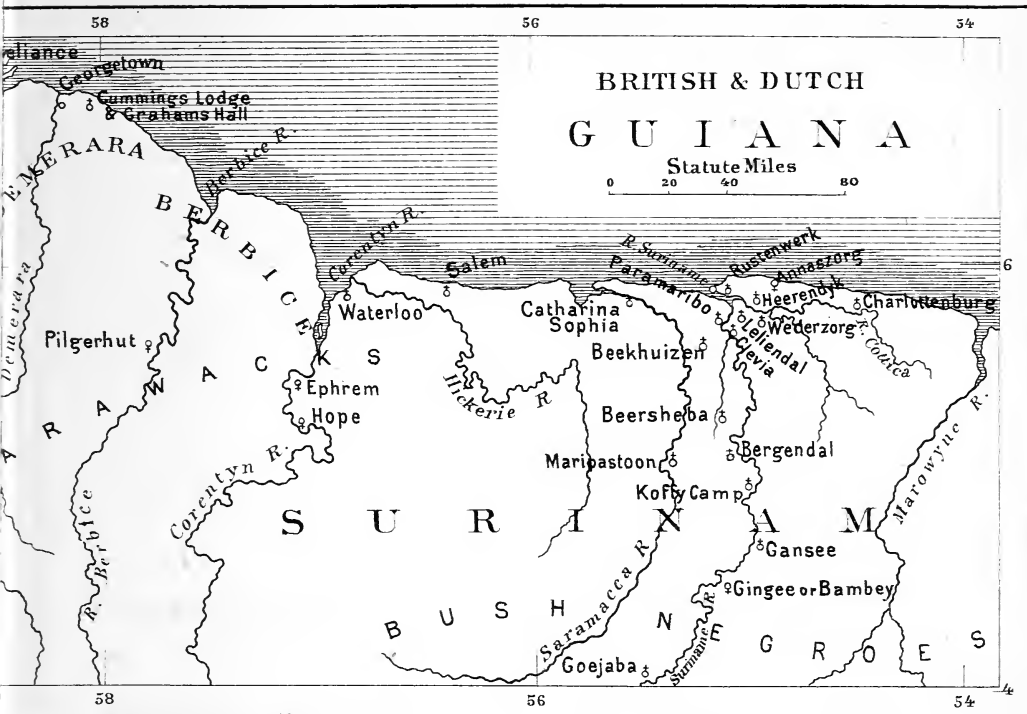 58
56
54
eliance
Georgetown
Cummings Lodge
& Grahams Hall
BRITISH & DUTCH
GUIANA
Statute Miles
0 20 40 80
EMERARA
Berbice R.
BERBICE
Corentyn R.
Demerara
Salem
R. Suriname
Paramaribo
Rustenwerk
Annaszorg
Heerendyk
Charlottenburg
6
Waterloo
Catharina
Sophia
Leliendal
Wederzorg
Clevia
R. Cottica
Pilgerhut
Beekhuizen
ARAWACKS
Ephrem
Hope
Hickerie R
Beersheba
Marowyne R.
Corentyn R.
Maripastoon
Bergendal
Koffy Camp
SURINAM
R. Berbice
Gansee
Saramacca R
Gingee or Bambey
BUSH NEGROES
Suriname R.
Goejaba
4
58
56
54